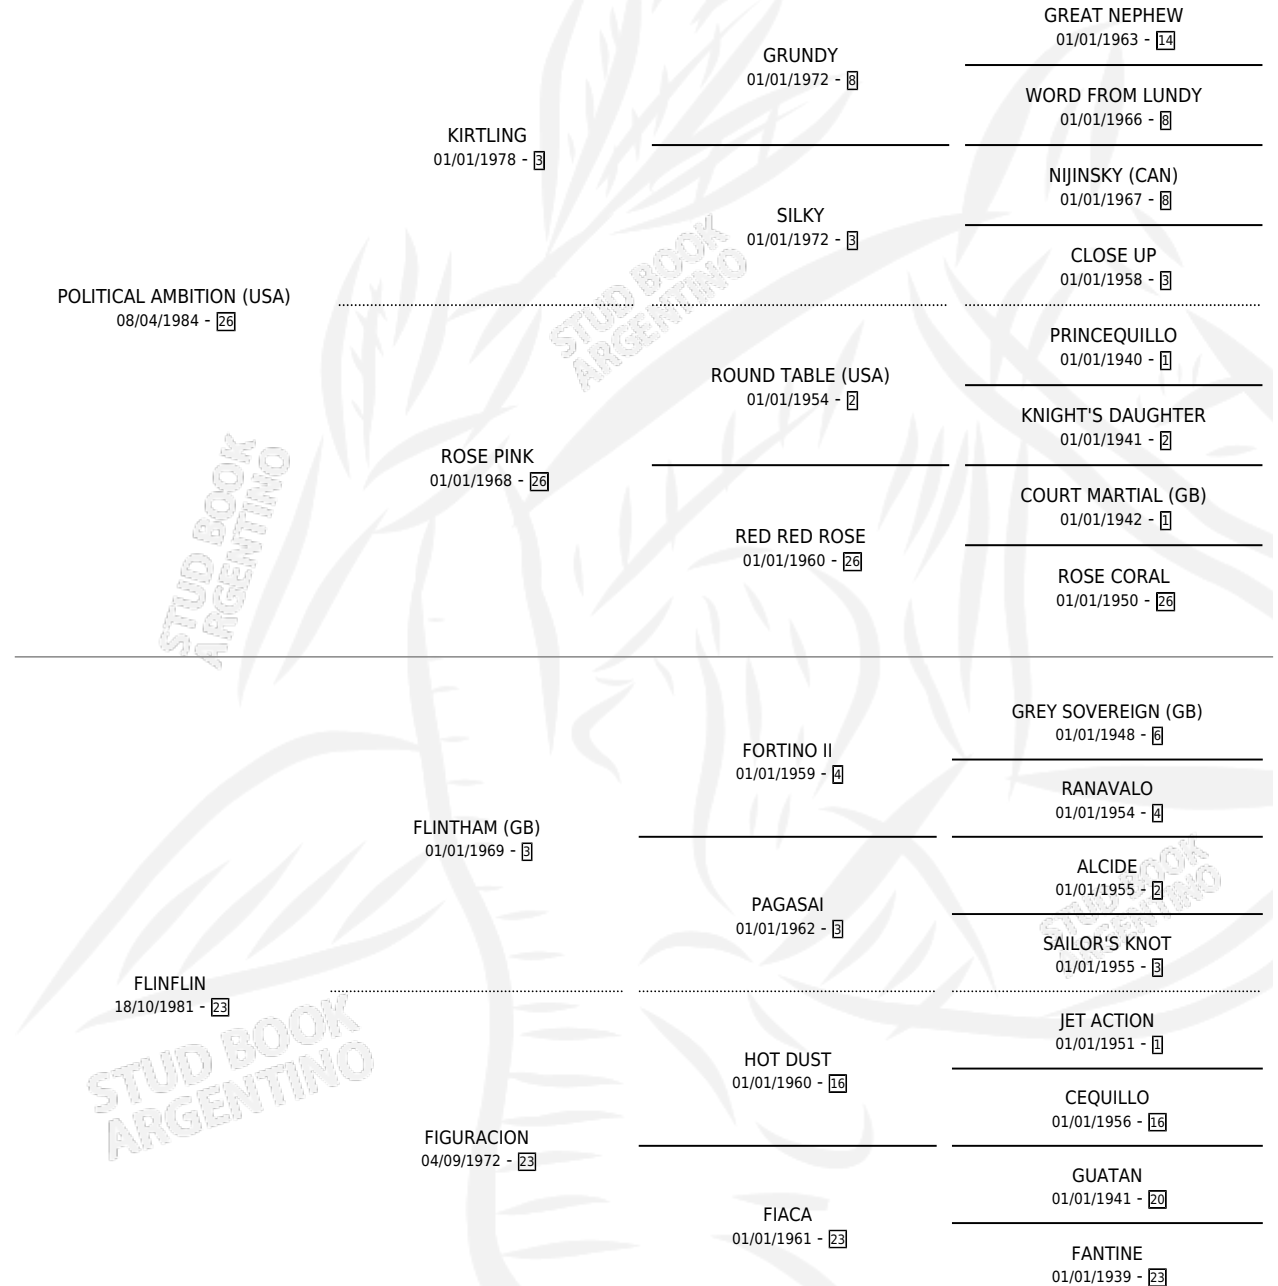 GREAT NEPHEW
01/01/1963 - 14
GRUNDY
01/01/1972 - 8
WORD FROM LUNDY
01/01/1966 - 8
KIRTLING
01/01/1978 - 3
NIJINSKY (CAN)
01/01/1967 - 8
SILKY
01/01/1972 - 3
CLOSE UP
01/01/1958 - 3
POLITICAL AMBITION (USA)
08/04/1984 - 26
PRINCEQUILLO
01/01/1940 - 1
ROUND TABLE (USA)
01/01/1954 - 2
KNIGHT'S DAUGHTER
01/01/1941 - 2
ROSE PINK
01/01/1968 - 26
COURT MARTIAL (GB)
01/01/1942 - 1
RED RED ROSE
01/01/1960 - 26
ROSE CORAL
01/01/1950 - 26
STUD BOOK
ARGENTINO
STUD BOOK
ARGENTINO
GREY SOVEREIGN (GB)
01/01/1948 - 6
FORTINO II
01/01/1959 - 4
RANAVALO
01/01/1954 - 4
FLINTHAM (GB)
01/01/1969 - 3
ALCIDE
01/01/1955 - 2
PAGASAI
01/01/1962 - 3
SAILOR'S KNOT
01/01/1955 - 3
STUD BOOK
ARGENTINO
FLINFLIN
18/10/1981 - 23
JET ACTION
01/01/1951 - 1
HOT DUST
01/01/1960 - 16
CEQUILLO
01/01/1956 - 16
FIGURACION
04/09/1972 - 23
GUATAN
01/01/1941 - 20
FIACA
01/01/1961 - 23
FANTINE
01/01/1939 - 23
STUD BOOK
ARGENTINO